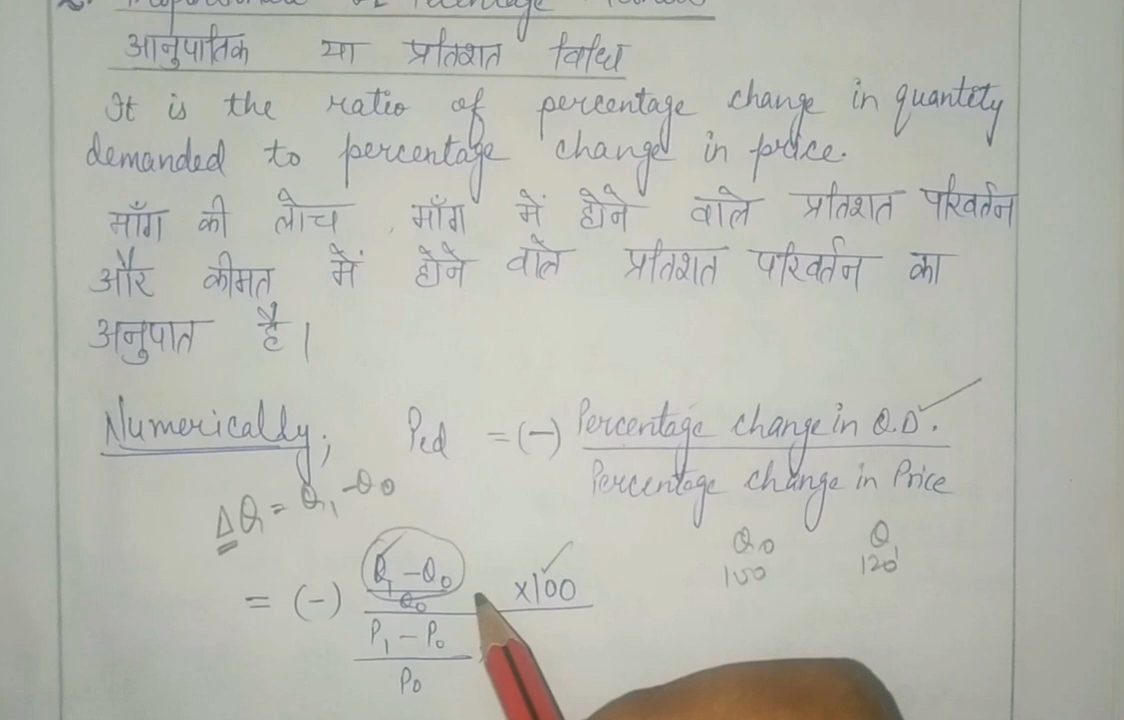 आनुपातिक या प्रतिशत विधि
It is the ratio of percentage change in quantity
demanded to percentage change in price.
माँग की लोच, माँग में होने वाले प्रतिशत परिवर्तन
और कीमत में होने वाले प्रतिशत परिवर्तन का
अनुपात है।
Numerically; Ped = (-) Percentage change in Q.D.
Percentage change in Price
ΔQ = Q1 - Q0
Q0 Q1
100 120
= (-) Q1 - Q0 x100
Q0
P1 - P0
P0